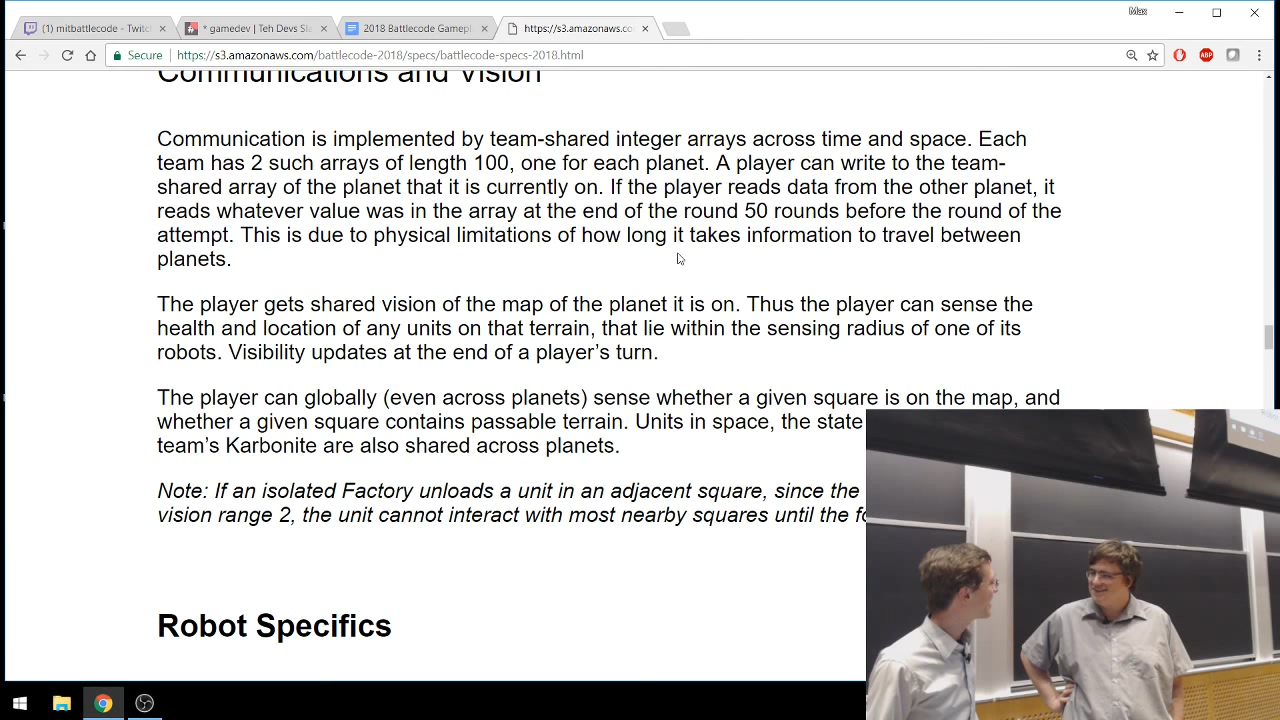 Max
(1) mitbattlecode - Twitch
* gamedev | Teh Devs Sla
2018 Battlecode Gamepl
https://s3.amazonaws.co
Secure
https://s3.amazonaws.com/battlecode-2018/specs/battlecode-specs-2018.html
ABP
Communications and Vision
Communication is implemented by team-shared integer arrays across time and space. Each
team has 2 such arrays of length 100, one for each planet. A player can write to the team-
shared array of the planet that it is currently on. If the player reads data from the other planet, it
reads whatever value was in the array at the end of the round 50 rounds before the round of the
attempt. This is due to physical limitations of how long it takes information to travel between
planets.
The player gets shared vision of the map of the planet it is on. Thus the player can sense the
health and location of any units on that terrain, that lie within the sensing radius of one of its
robots. Visibility updates at the end of a player’s turn.
The player can globally (even across planets) sense whether a given square is on the map, and
whether a given square contains passable terrain. Units in space, the state
team’s Karbonite are also shared across planets.
Note: If an isolated Factory unloads a unit in an adjacent square, since the
vision range 2, the unit cannot interact with most nearby squares until the fo
Robot Specifics